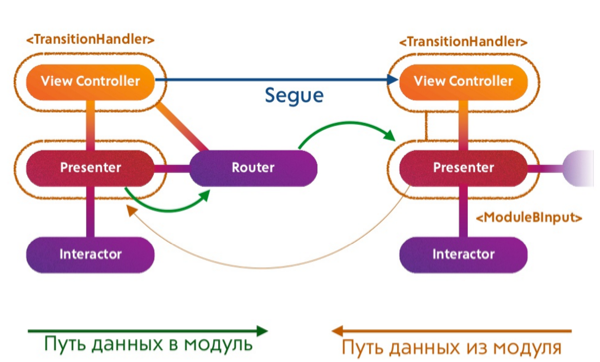 <TransitionHandler>
<TransitionHandler>
View Controller
View Controller
Segue
Presenter
Router
Presenter
<ModuleBInput>
Interactor
Interactor
Путь данных в модуль
Путь данных из модуля